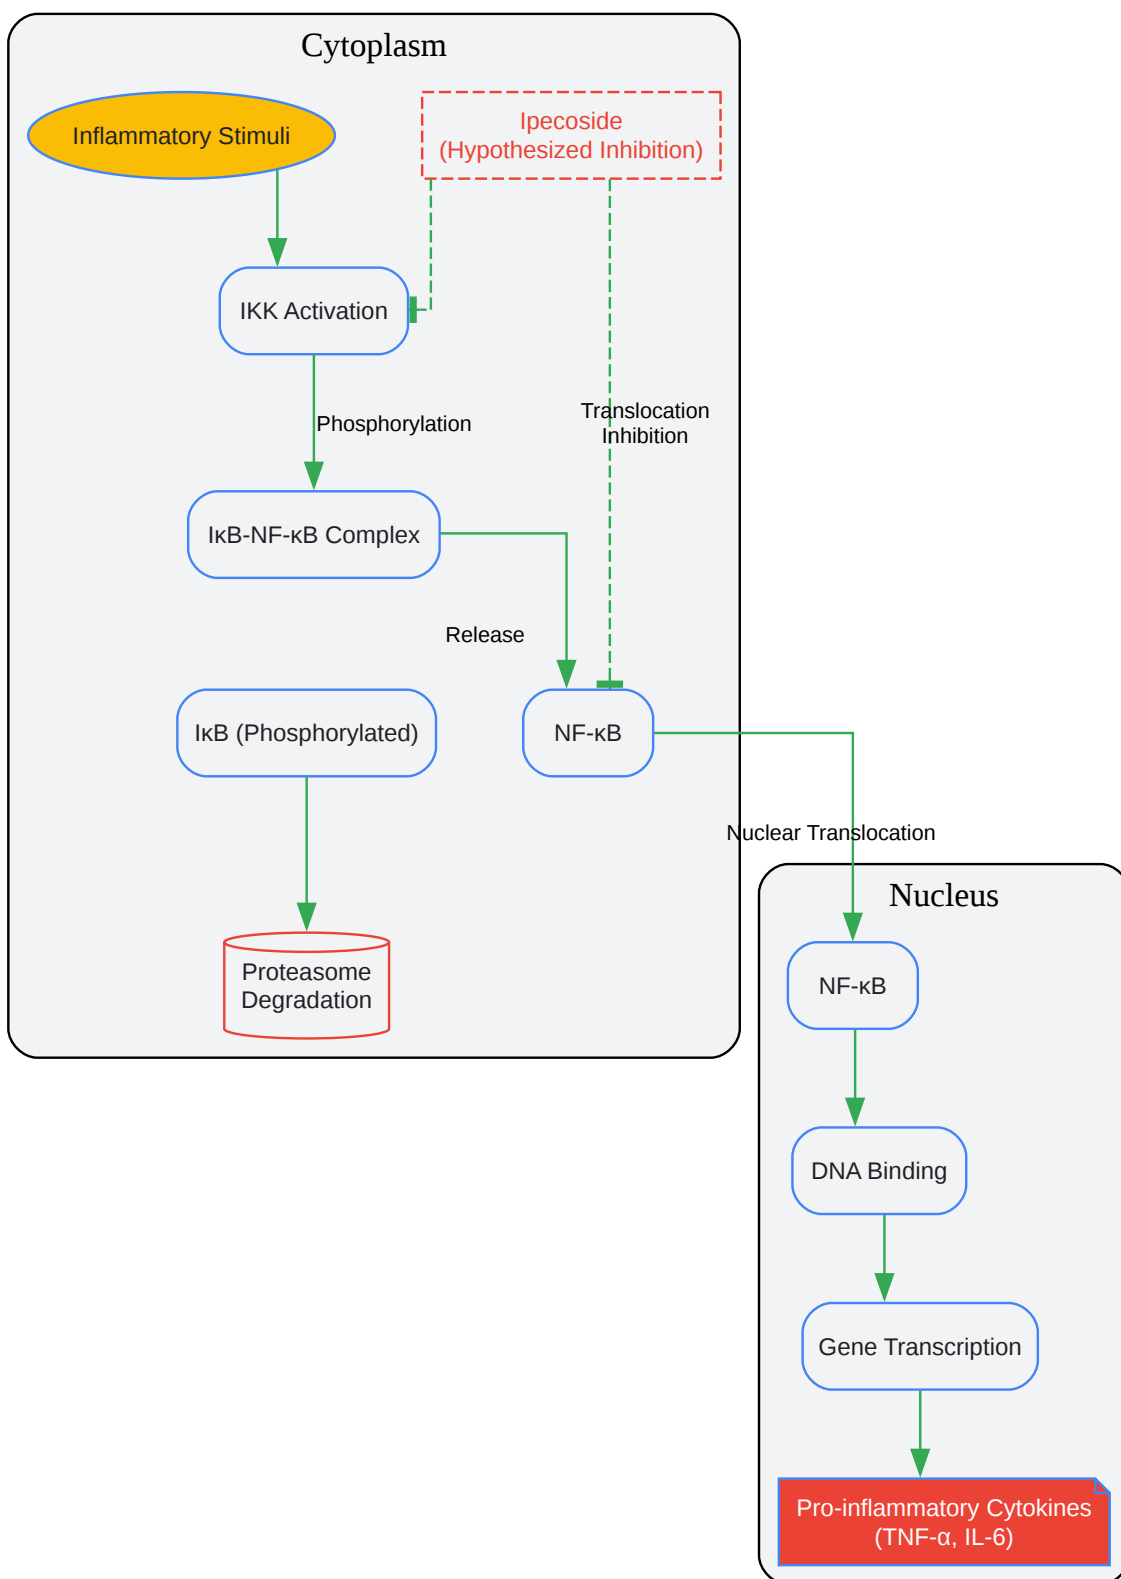 Cytoplasm
Inflammatory Stimuli
Ipecoside
(Hypothesized Inhibition)
IKK Activation
Phosphorylation
Translocation
Inhibition
IκB-NF-κB Complex
Release
IκB (Phosphorylated)
NF-κB
Nuclear Translocation
Proteasome
Degradation
Nucleus
NF-κB
DNA Binding
Gene Transcription
Pro-inflammatory Cytokines
(TNF-α, IL-6)